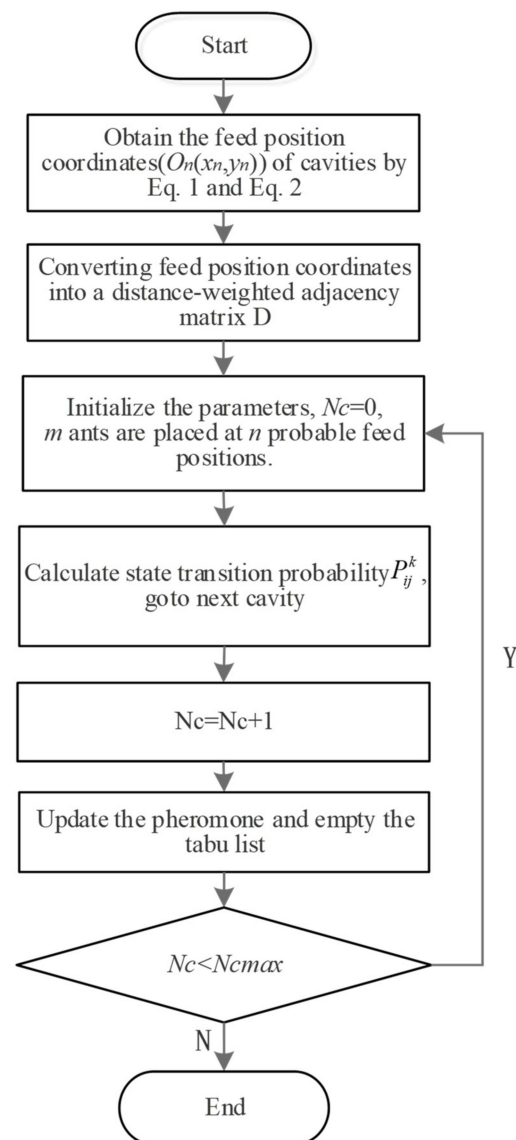 Start
Obtain the feed position
coordinates(Oₙ(xₙ,yₙ)) of cavities by
Eq. 1 and Eq. 2
Converting feed position coordinates
into a distance-weighted adjacency
matrix D
Initialize the parameters, Nc=0,
m ants are placed at n probable feed
positions.
Calculate state transition probability P_{ij}^{k},
goto next cavity
Y
Nc=Nc+1
Update the pheromone and empty the
tabu list
Nc<Ncmax
N
End